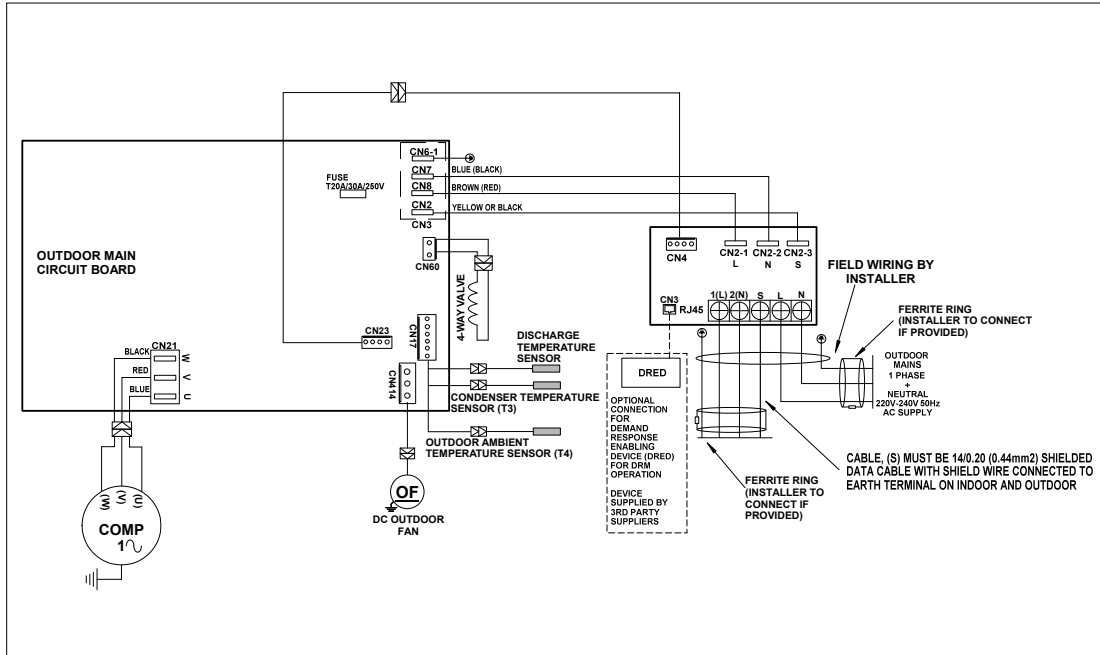 CN6-1
CN7
BLUE (BLACK)
CN8
BROWN (RED)
CN2
YELLOW OR BLACK
CN3
FUSE
T20A/30A/250V
OUTDOOR MAIN
CIRCUIT BOARD
CN60
4-WAY VALVE
CN23
CN17
CN414
CN21
BLACK
W
RED
V
BLUE
U
(W)
(V)
(U)
COMP
1
DISCHARGE
TEMPERATURE
SENSOR
CONDENSER TEMPERATURE
SENSOR (T3)
OUTDOOR AMBIENT
TEMPERATURE SENSOR (T4)
OF
DC OUTDOOR
FAN
CN4
CN2-1
L
CN2-2
N
CN2-3
S
CN3
RJ45
1(L)
2(N)
S
L
N
FIELD WIRING BY
INSTALLER
FERRITE RING
(INSTALLER TO CONNECT
IF PROVIDED)
OUTDOOR
MAINS
1 PHASE
+
NEUTRAL
220V-240V 50Hz
AC SUPPLY
DRED
OPTIONAL
CONNECTION
FOR
DEMAND
RESPONSE
ENABLING
DEVICE (DRED)
FOR DRM
OPERATION
DEVICE
SUPPLIED BY
3RD PARTY
SUPPLIERS
FERRITE RING
(INSTALLER TO
CONNECT IF
PROVIDED)
CABLE, (S) MUST BE 14/0.20 (0.44mm2) SHIELDED
DATA CABLE WITH SHIELD WIRE CONNECTED TO
EARTH TERMINAL ON INDOOR AND OUTDOOR